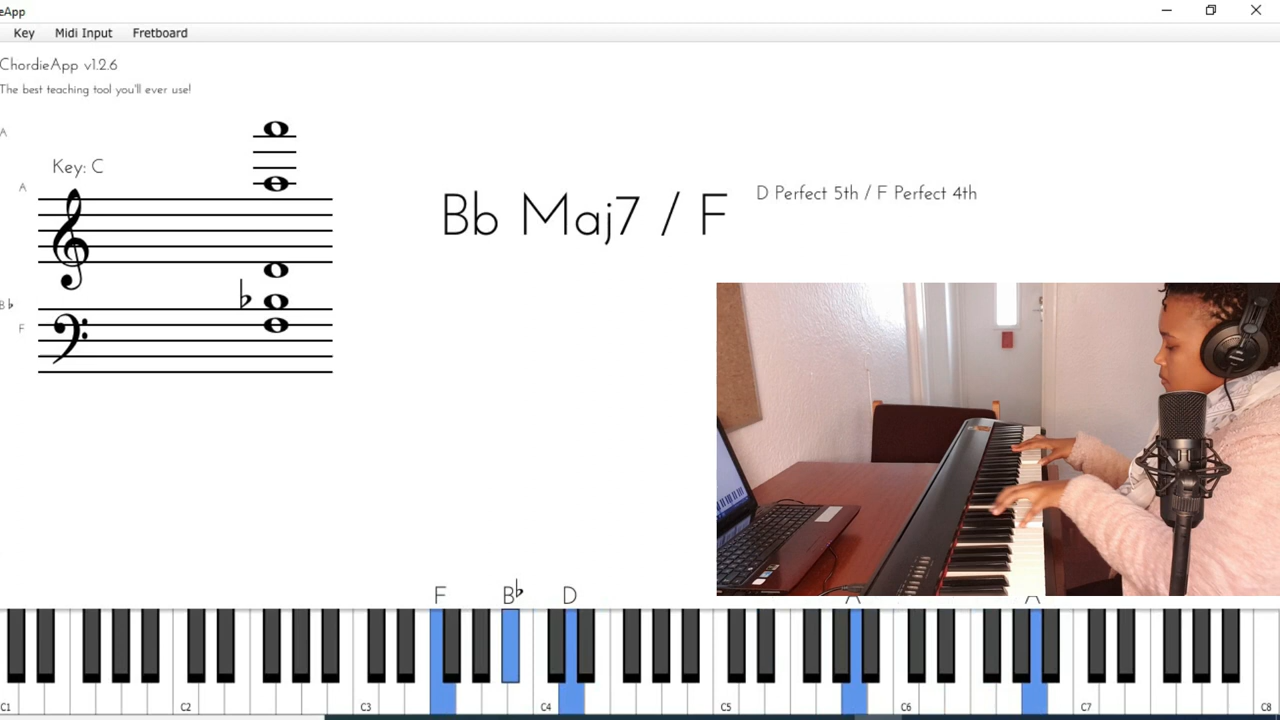 eApp
Key Midi Input Fretboard
ChordieApp v1.2.6
The best teaching tool you'll ever use!
A
Key: C
A
Bb Maj7 / F
D Perfect 5th / F Perfect 4th
B♭
F
F B♭ D A A
C1 C2 C3 C4 C5 C6 C7 C8